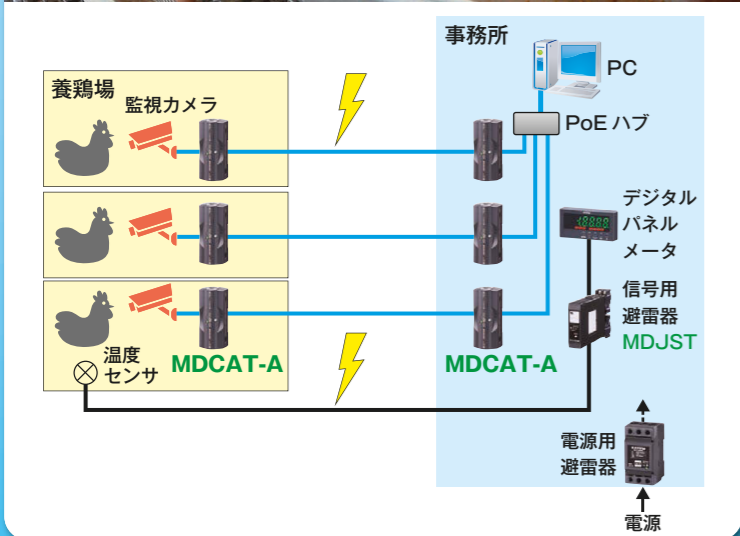 事務所
PC
養鶏場
監視カメラ
PoE ハブ
デジタル
パネル
メータ
信号用
避雷器
MDJST
温度
センサ
MDCAT-A
MDCAT-A
電源用
避雷器
電源